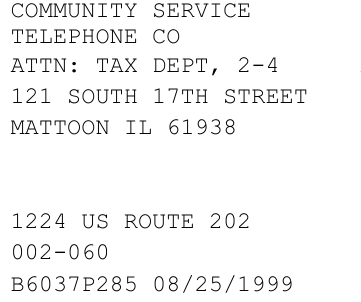 COMMUNITY SERVICE
TELEPHONE CO
ATTN: TAX DEPT, 2-4
121 SOUTH 17TH STREET
MATTOON IL 61938
1224 US ROUTE 202
002-060
B6037P285 08/25/1999